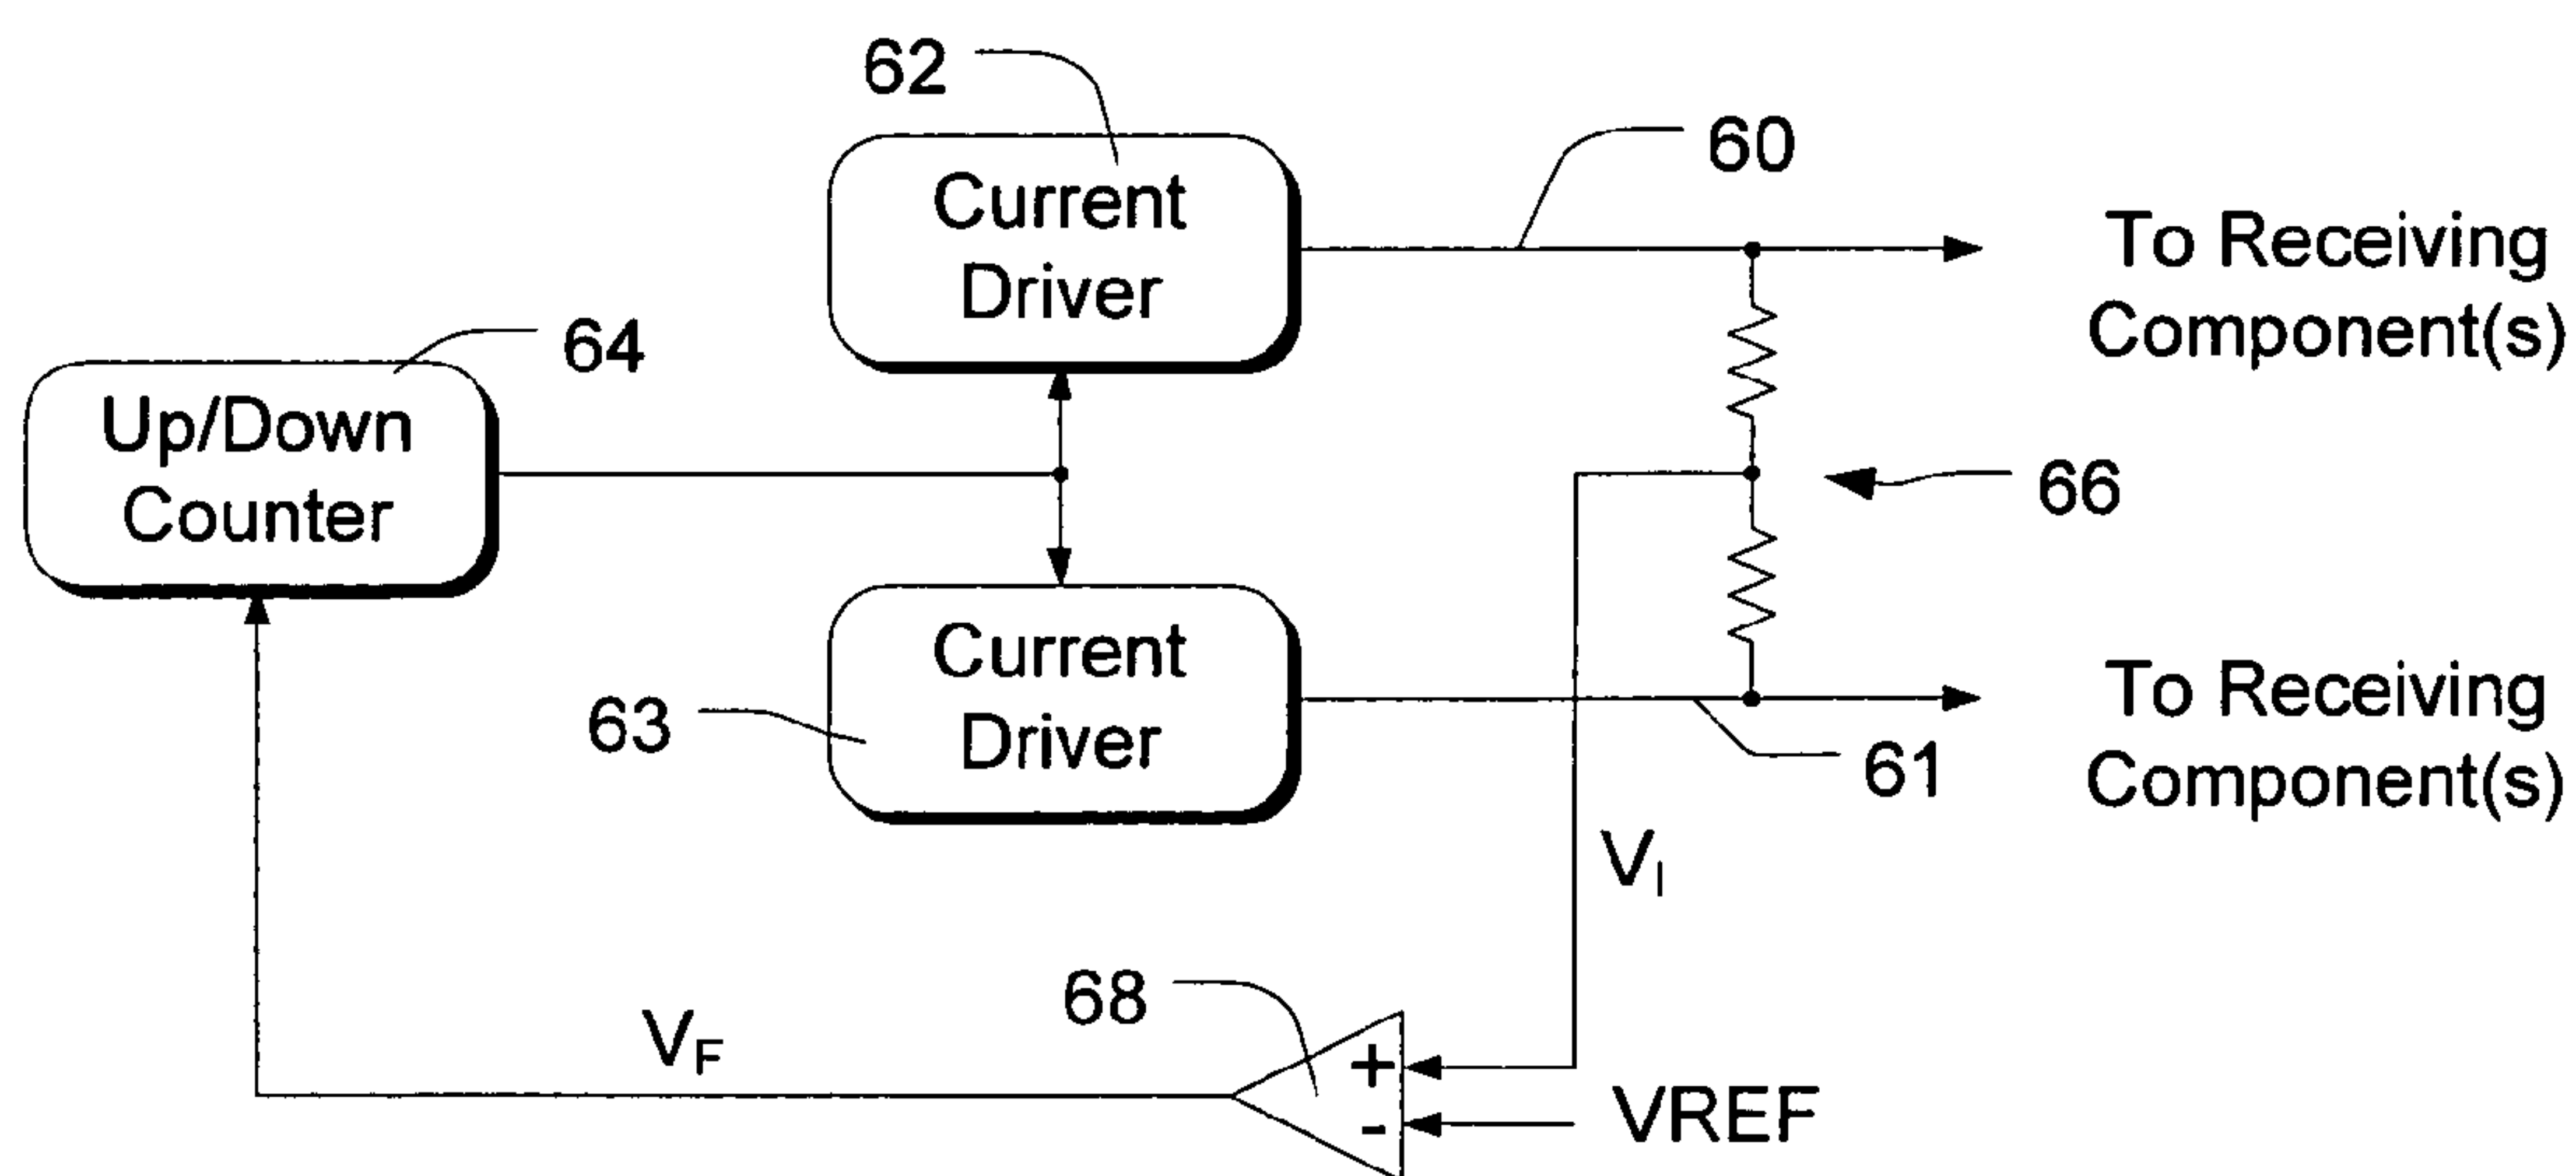 62
Current
Driver
60
To Receiving
Component(s)
64
Up/Down
Counter
66
63
Current
Driver
61
To Receiving
Component(s)
VI
68
VF
+
-
VREF